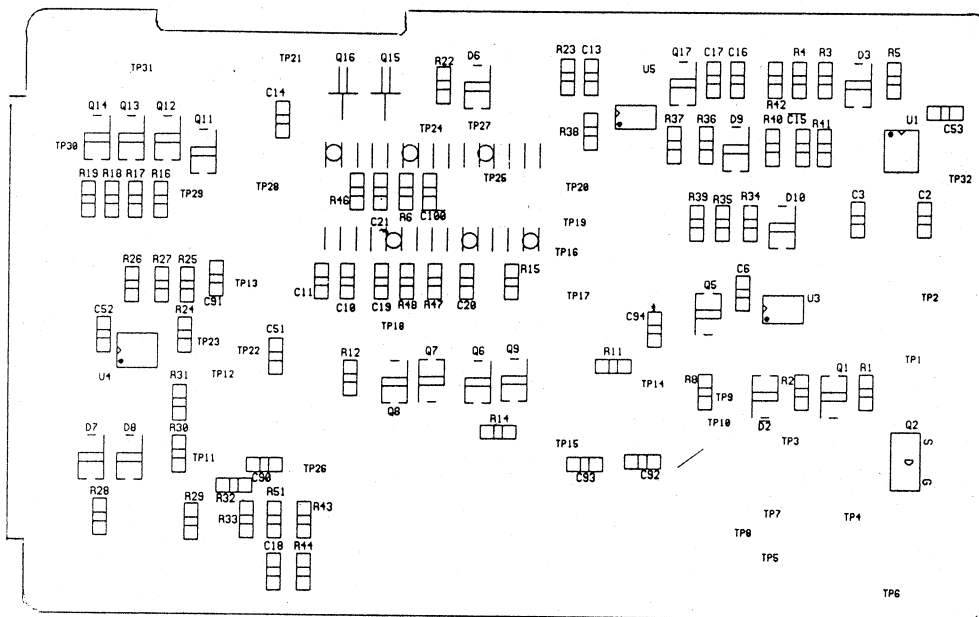 TP31
TP21
Q16
Q15
R22
D6
R23
C13
U5
Q17
C17
C16
R4
R3
D3
R5
C14
Q14
Q13
Q12
Q11
TP30
TP24
TP27
R38
R37
R36
D9
R42
R40
C15
R41
U1
C53
R19
R18
R17
R16
TP29
TP28
TP25
TP20
TP32
R46
R6
C100
C21
TP19
R39
R35
R34
D10
C3
C2
TP16
R26
R27
R25
C91
TP13
C11
C10
C19
R48
R47
C20
R15
TP17
Q5
C6
U3
TP2
C52
R24
TP23
C51
TP22
TP18
C94
U4
TP12
R12
Q8
Q7
Q6
Q9
R11
TP14
R8
TP9
TP10
D2
R2
Q1
R1
TP1
R31
R14
TP15
TP3
Q2
S
D
G
D7
D8
R30
TP11
C90
TP26
C93
C92
R32
R28
R29
R33
R51
R43
TP7
TP4
TP8
C18
R44
TP5
TP6